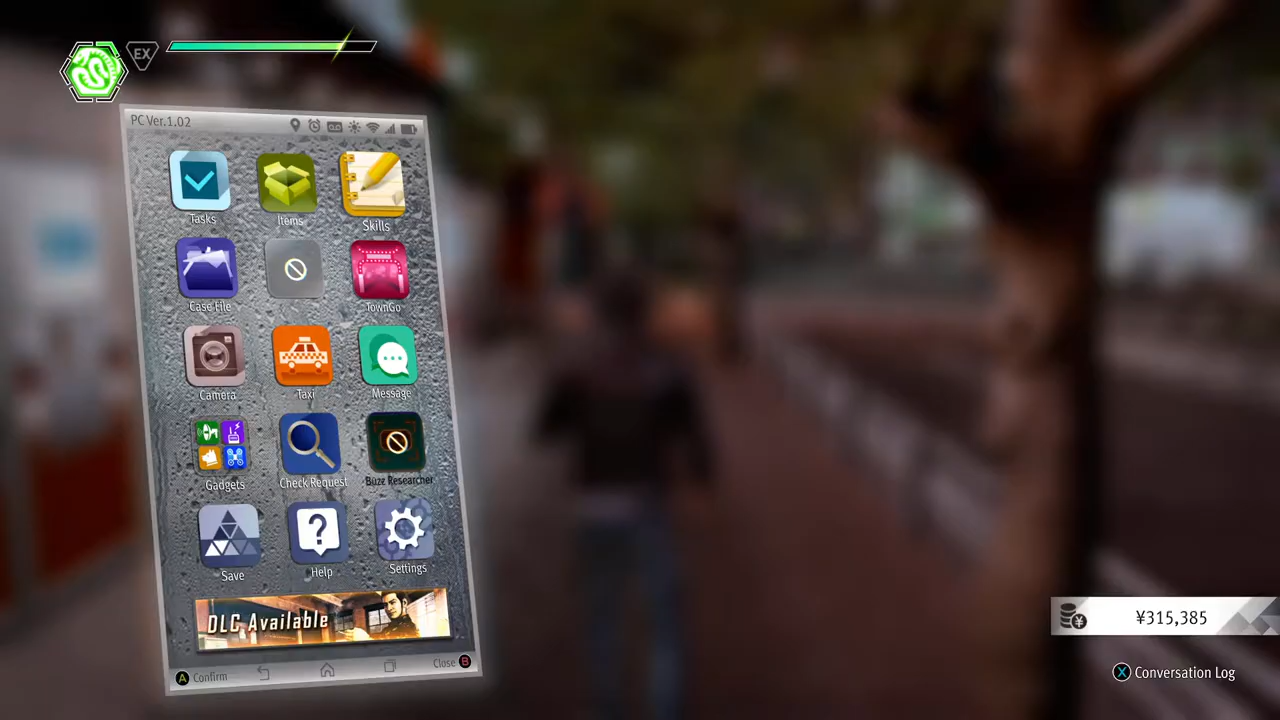 EX
PC Ver.1.02
Tasks
Items
Skills
Case File
TownGo
Camera
Taxi
Message
Gadgets
Check Request
Buzz Researcher
Save
Help
Settings
DLC Available
A Confirm
Close B
¥315,385
X Conversation Log